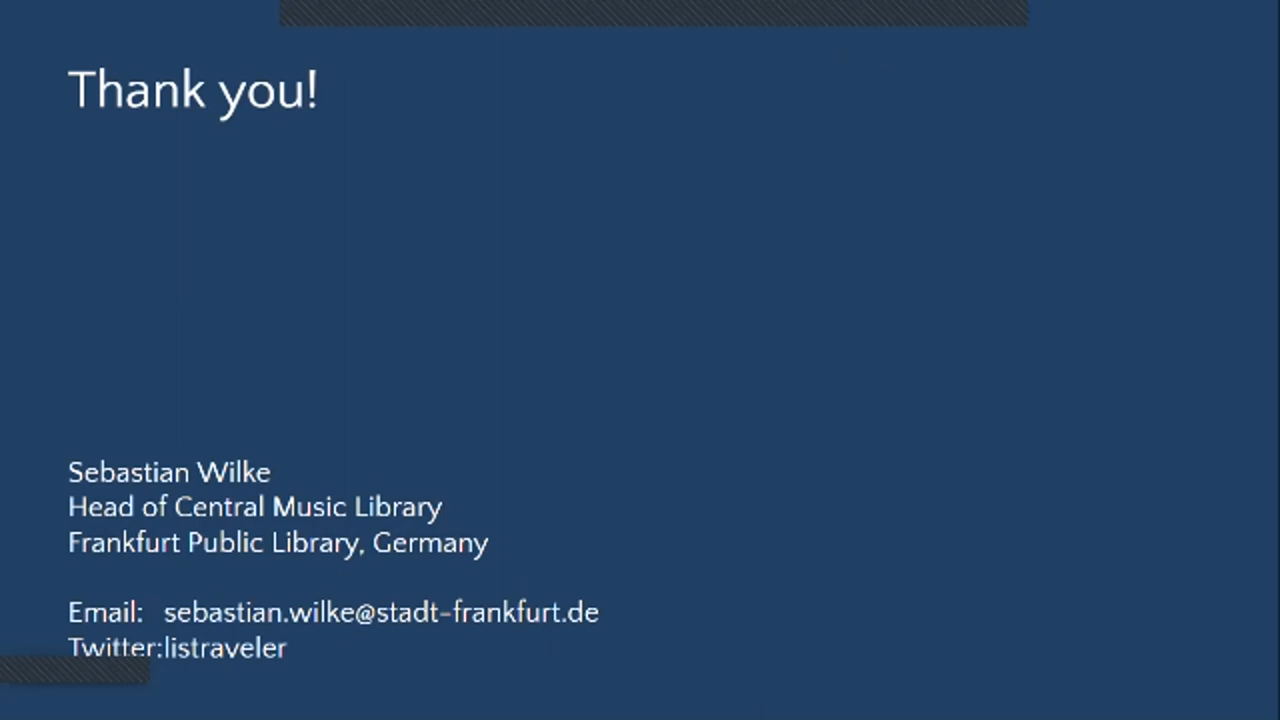 Thank you!
Sebastian Wilke
Head of Central Music Library
Frankfurt Public Library, Germany
Email: sebastian.wilke@stadt-frankfurt.de
Twitter:listraveler